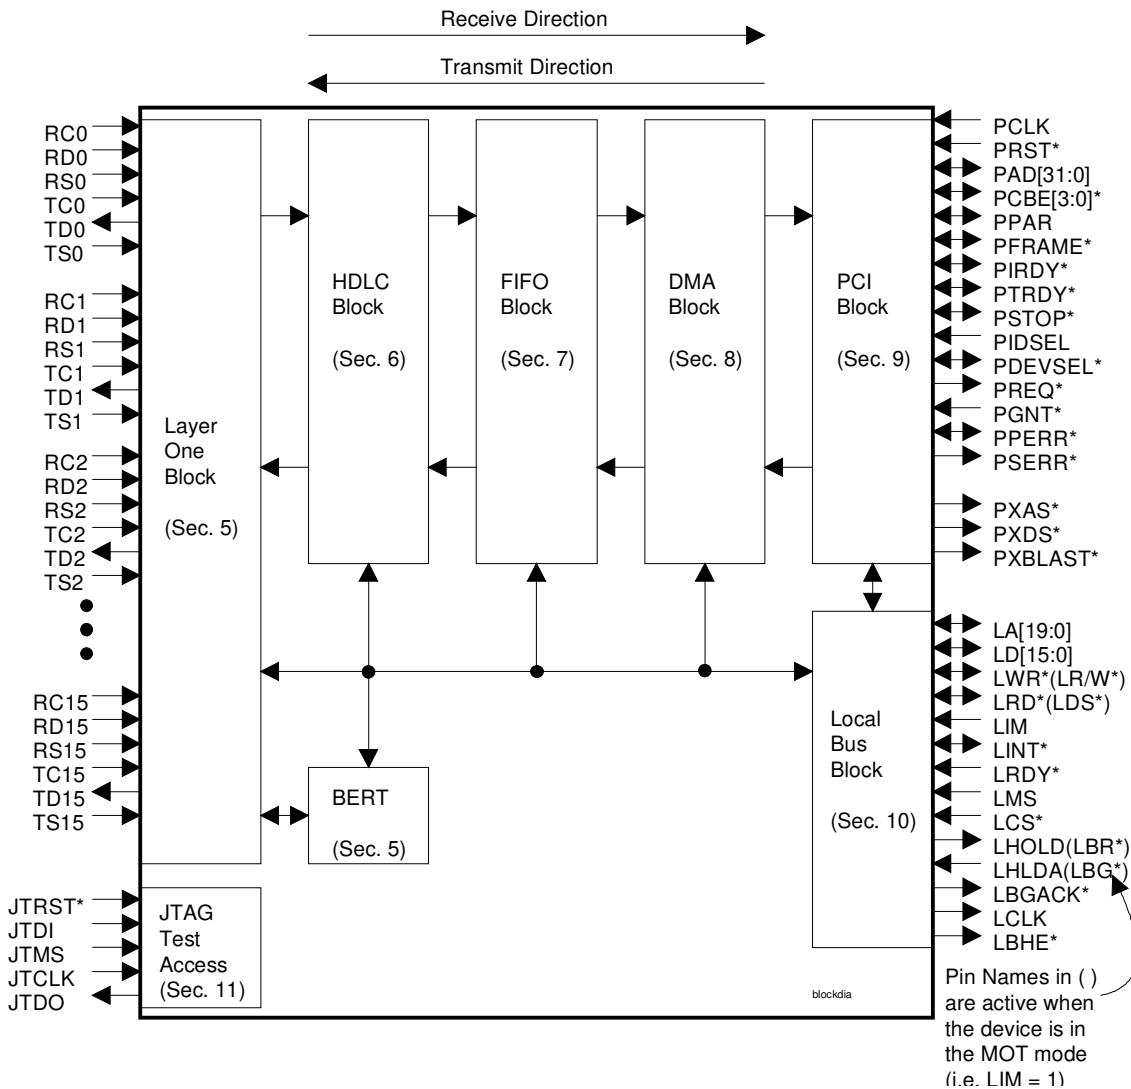 Receive Direction
Transmit Direction
RC0
RD0
RS0
TC0
TD0
TS0
RC1
RD1
RS1
TC1
TD1
TS1
RC2
RD2
RS2
TC2
TD2
TS2
RC15
RD15
RS15
TC15
TD15
TS15
JTRST*
JTDI
JTMS
JTCLK
JTDO
Layer
One
Block
(Sec. 5)
HDLC
Block
(Sec. 6)
FIFO
Block
(Sec. 7)
DMA
Block
(Sec. 8)
PCI
Block
(Sec. 9)
BERT
(Sec. 5)
Local
Bus
Block
(Sec. 10)
JTAG
Test
Access
(Sec. 11)
blockdia
PCLK
PRST*
PAD[31:0]
PCBE[3:0]*
PPAR
PFRAME*
PIRDY*
PTRDY*
PSTOP*
PIDSEL
PDEVSEL*
PREQ*
PGNT*
PPERR*
PSERR*
PXAS*
PXDS*
PXBLAST*
LA[19:0]
LD[15:0]
LWR*(LR/W*)
LRD*(LDS*)
LIM
LINT*
LRDY*
LMS
LCS*
LHOLD(LBR*)
LHLDA(LBG*)
LBGACK*
LCLK
LBHE*
Pin Names in ( )
are active when
the device is in
the MOT mode
(i.e. LIM = 1)